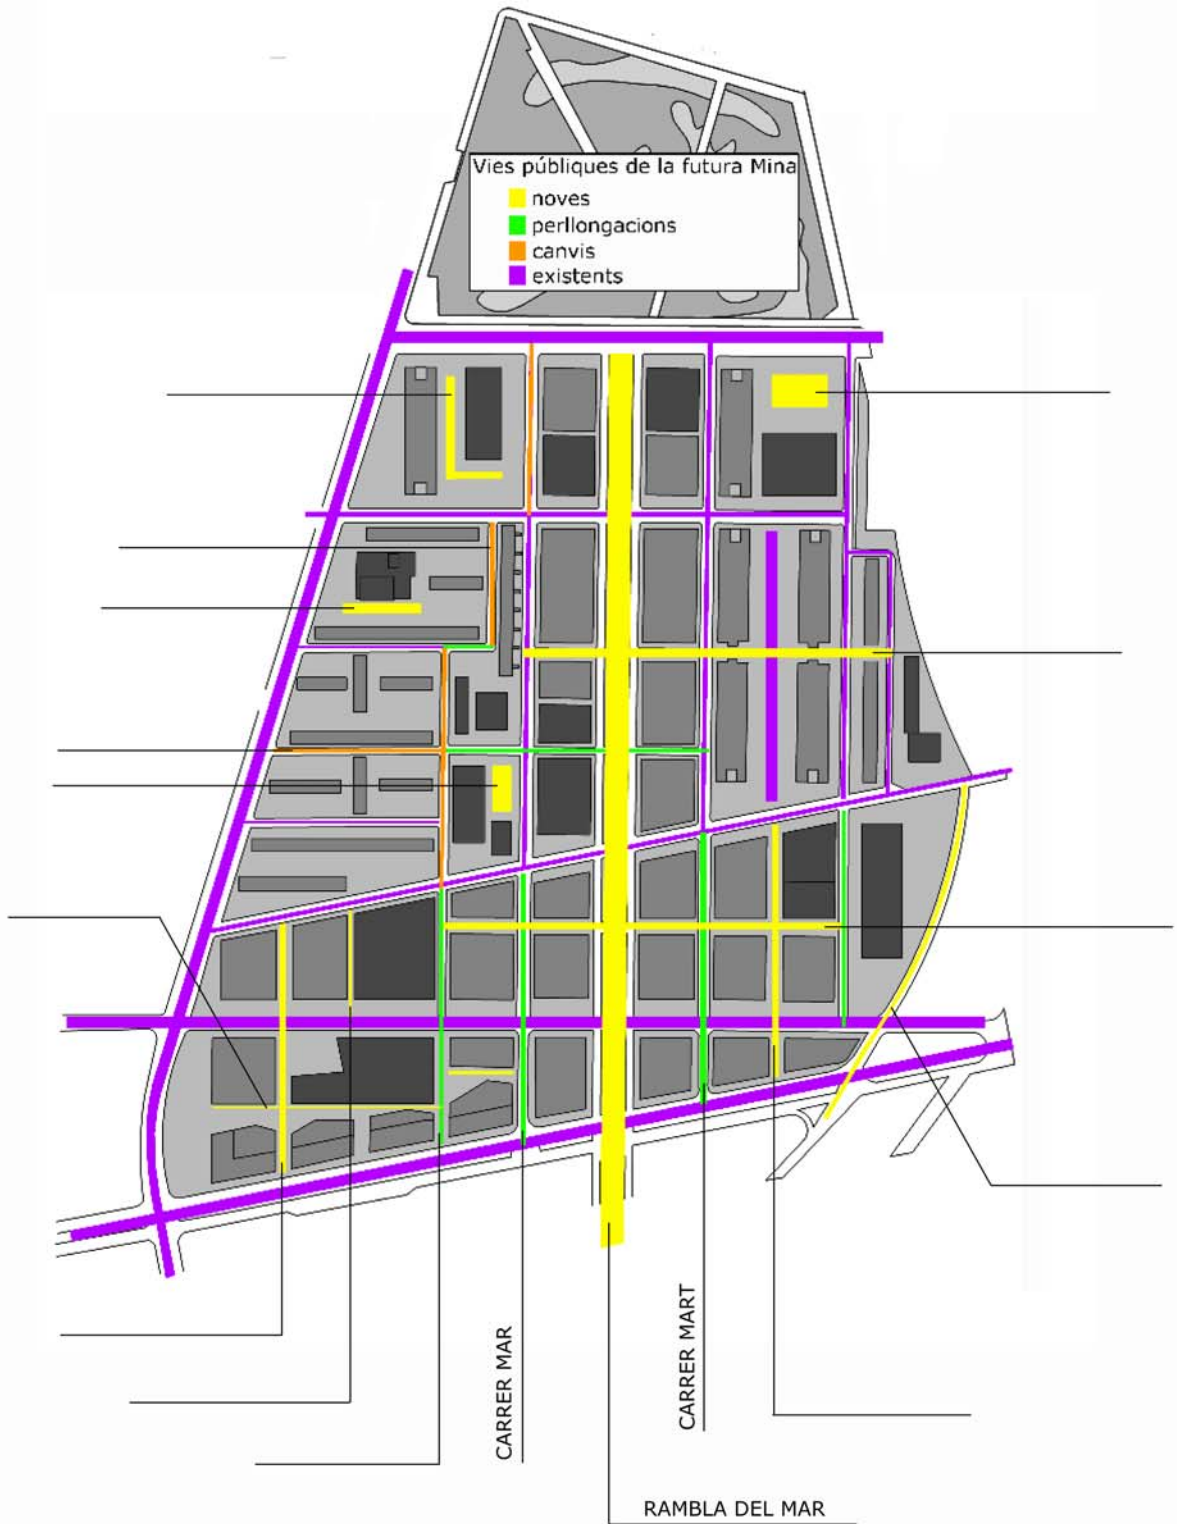 Vies públiques de la futura Mina
noves
perllongacions
canvis
existents
CARRER MAR
CARRER MART
RAMBLA DEL MAR